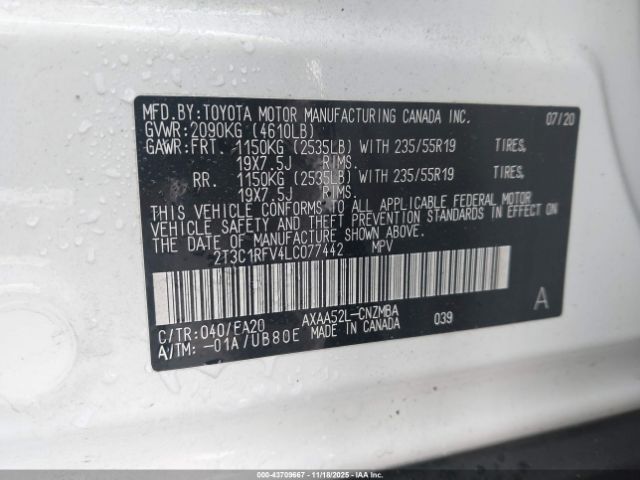 MFD.BY:TOYOTA MOTOR MANUFACTURING CANADA INC. 07/20
GVWR:2090KG (4610LB)
GAWR:FRT. 1150KG (2535LB) WITH 235/55R19 TIRES,
19X7.5J RIMS.
RR. 1150KG (2535LB) WITH 235/55R19 TIRES,
19X7.5J RIMS.
THIS VEHICLE CONFORMS TO ALL APPLICABLE FEDERAL MOTOR
VEHICLE SAFETY AND THEFT PREVENTION STANDARDS IN EFFECT ON
THE DATE OF MANUFACTURE SHOWN ABOVE.
2T3C1RFV4LC077442 MPV
C/TR:040/FA20 AXAA52L-CNZMBA 039 A
A/TM:-01A/UB80E MADE IN CANADA
000-43709667 - 11/18/2025 - IAAI.COM